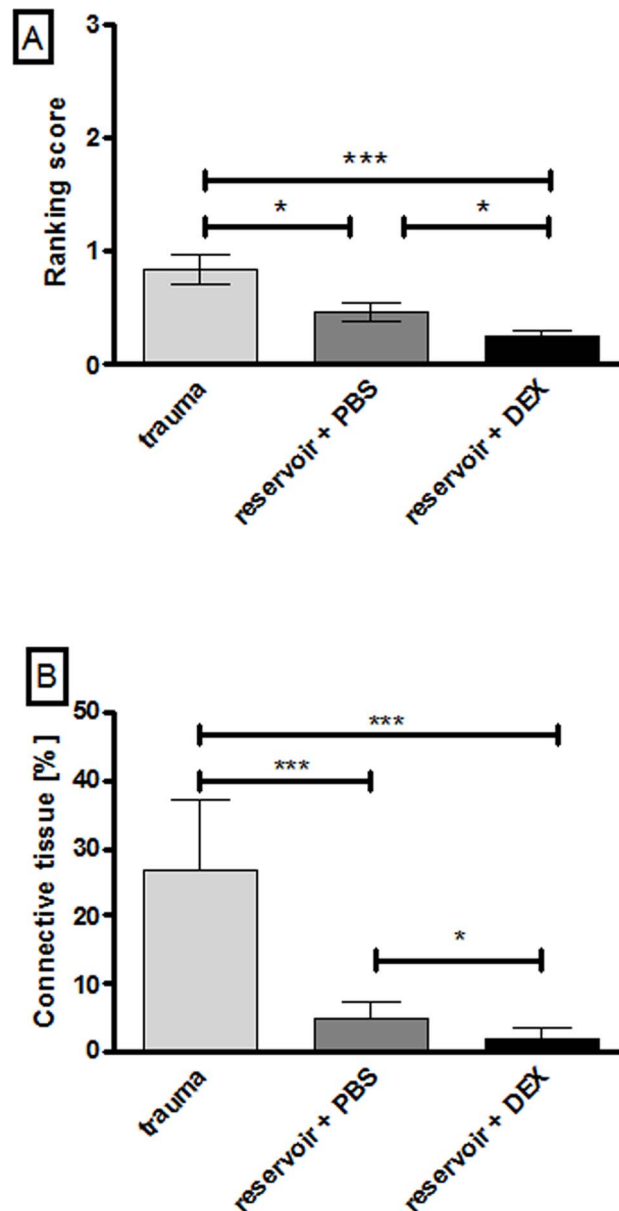 A
Ranking score
3
2
1
0
***
*
*
trauma
reservoir + PBS
reservoir + DEX
B
Connective tissue [%]
50
40
30
20
10
0
***
***
*
trauma
reservoir + PBS
reservoir + DEX